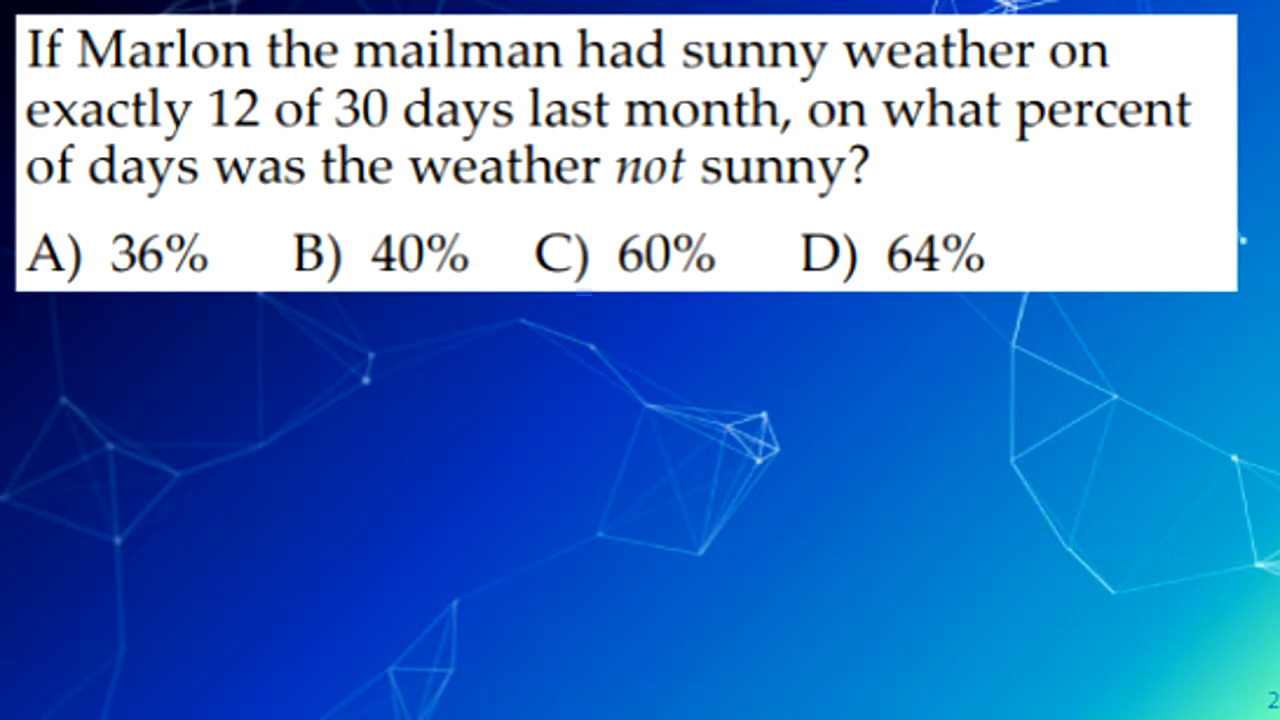 If Marlon the mailman had sunny weather on
exactly 12 of 30 days last month, on what percent
of days was the weather not sunny?
A) 36% B) 40% C) 60% D) 64%
2